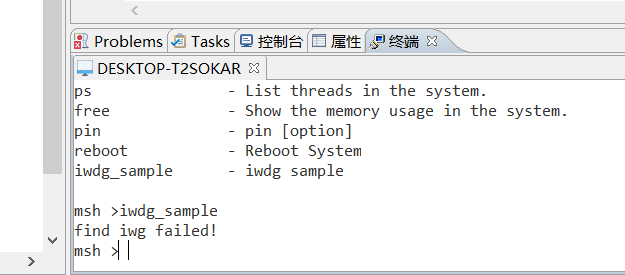 Problems Tasks 控制台 属性 终端
DESKTOP-T2SOKAR
ps - List threads in the system.
free - Show the memory usage in the system.
pin - pin [option]
reboot - Reboot System
iwdg_sample - iwdg sample
msh >iwdg_sample
find iwg failed!
msh >